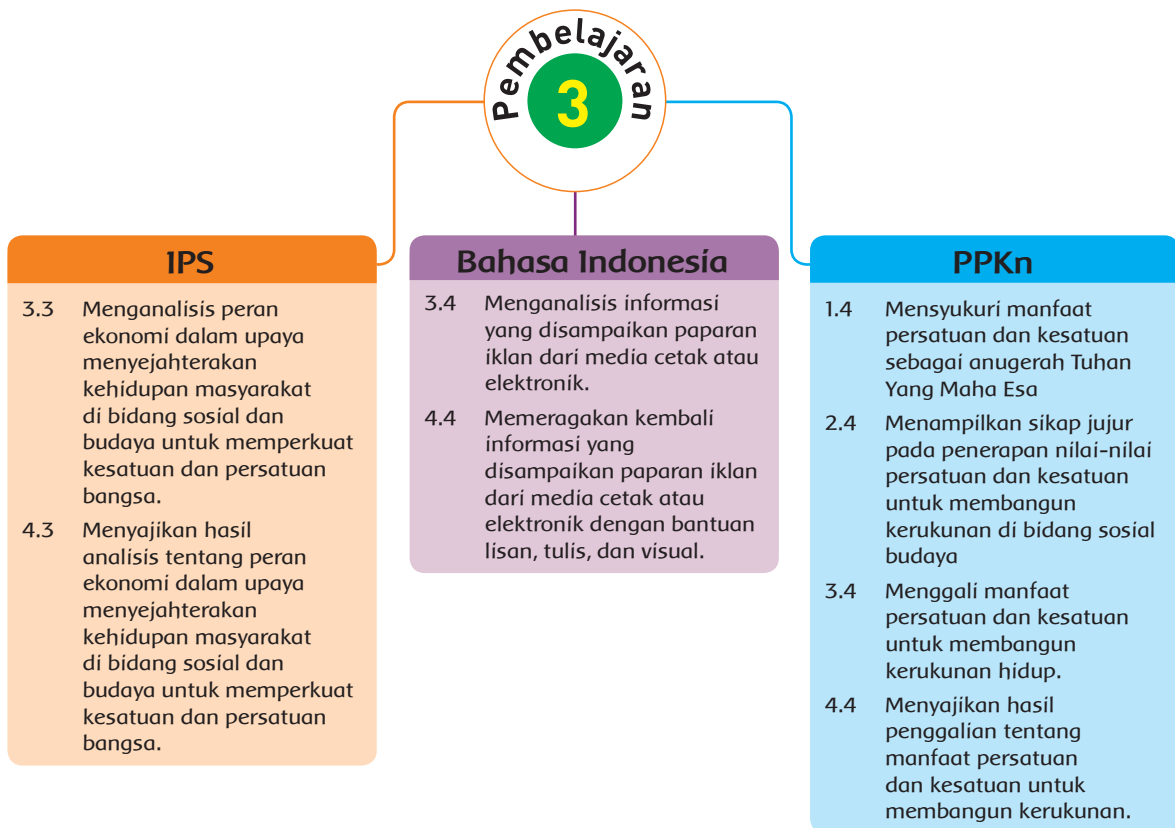 Pembelajaran
3
IPS
3.3 Menganalisis peran
ekonomi dalam upaya
menyejahterakan
kehidupan masyarakat
di bidang sosial dan
budaya untuk memperkuat
kesatuan dan persatuan
bangsa.
4.3 Menyajikan hasil
analisis tentang peran
ekonomi dalam upaya
menyejahterakan
kehidupan masyarakat
di bidang sosial dan
budaya untuk memperkuat
kesatuan dan persatuan
bangsa.
Bahasa Indonesia
3.4 Menganalisis informasi
yang disampaikan paparan
iklan dari media cetak atau
elektronik.
4.4 Memeragakan kembali
informasi yang
disampaikan paparan iklan
dari media cetak atau
elektronik dengan bantuan
lisan, tulis, dan visual.
PPKn
1.4 Mensyukuri manfaat
persatuan dan kesatuan
sebagai anugerah Tuhan
Yang Maha Esa
2.4 Menampilkan sikap jujur
pada penerapan nilai-nilai
persatuan dan kesatuan
untuk membangun
kerukunan di bidang sosial
budaya
3.4 Menggali manfaat
persatuan dan kesatuan
untuk membangun
kerukunan hidup.
4.4 Menyajikan hasil
penggalian tentang
manfaat persatuan
dan kesatuan untuk
membangun kerukunan.